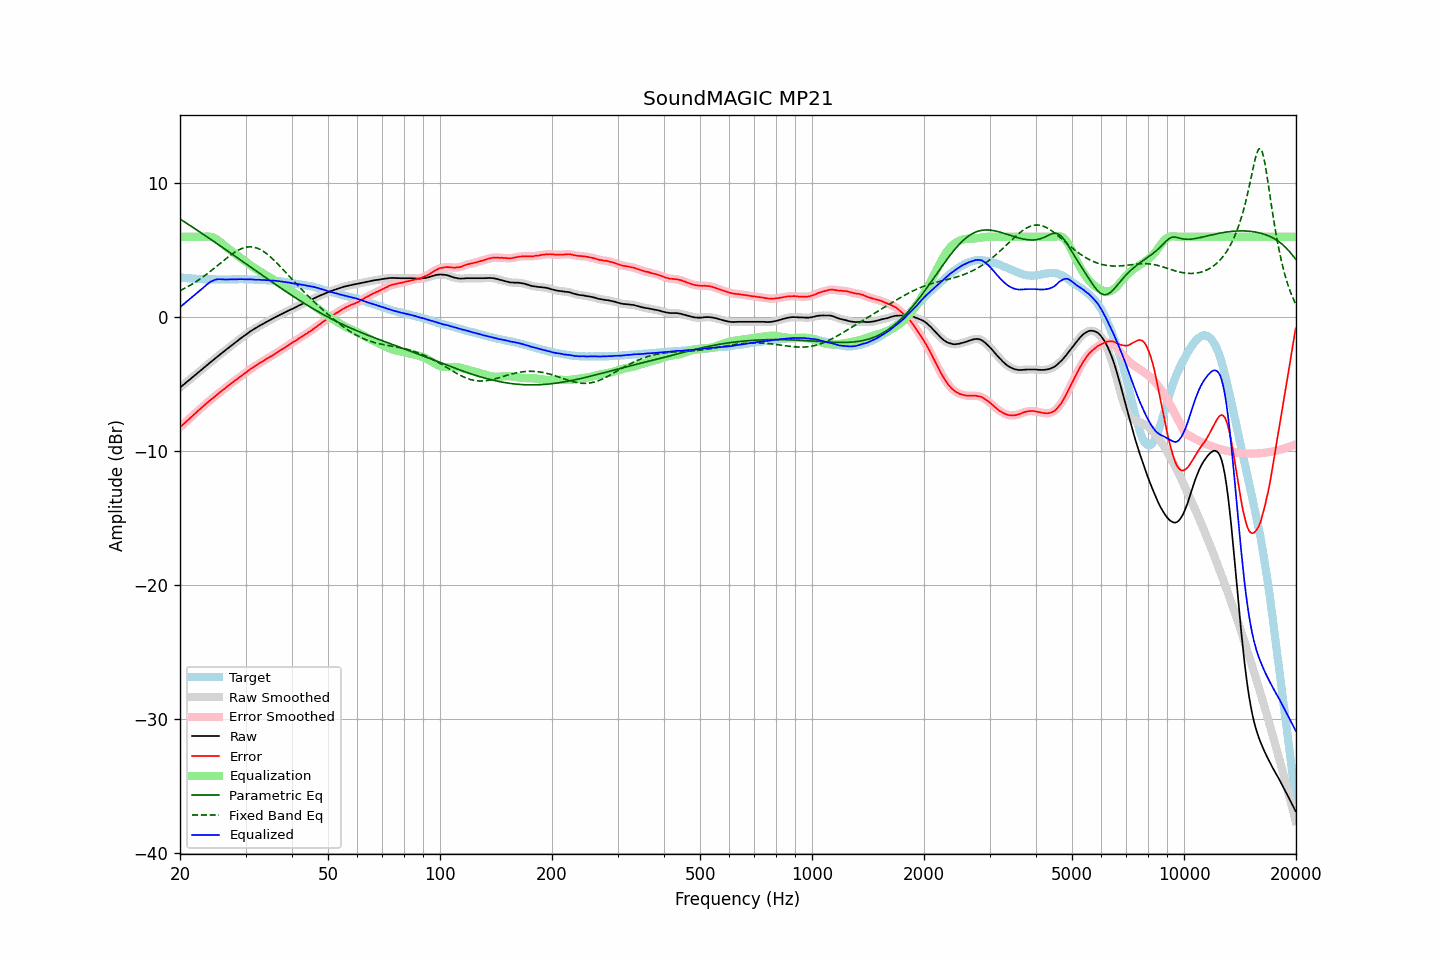 SoundMAGIC MP21
Amplitude (dBr)
10
0
−10
−20
−30
−40
Target
Raw Smoothed
Error Smoothed
Raw
Error
Equalization
Parametric Eq
Fixed Band Eq
Equalized
20 50 100 200 500 1000 2000 5000 10000 20000
Frequency (Hz)